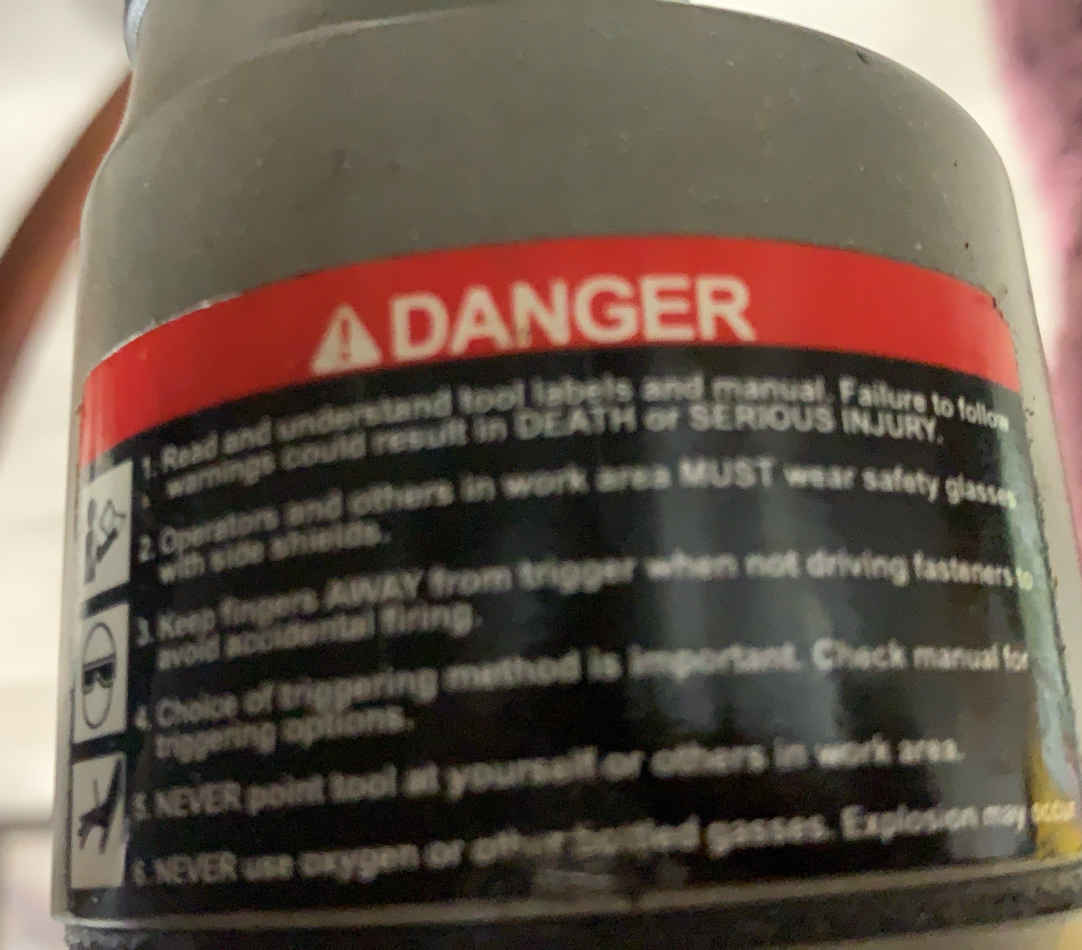 DANGER
1. Read and understand tool labels and manual. Failure to follow
warnings could result in DEATH or SERIOUS INJURY.
2. Operators and others in work area MUST wear safety glasses
with side shields.
3. Keep fingers AWAY from trigger when not driving fasteners to
avoid accidental firing.
4. Choice of triggering method is important. Check manual for
triggering options.
5. NEVER point tool at yourself or others in work area.
6. NEVER use oxygen or other bottled gasses. Explosion may occur